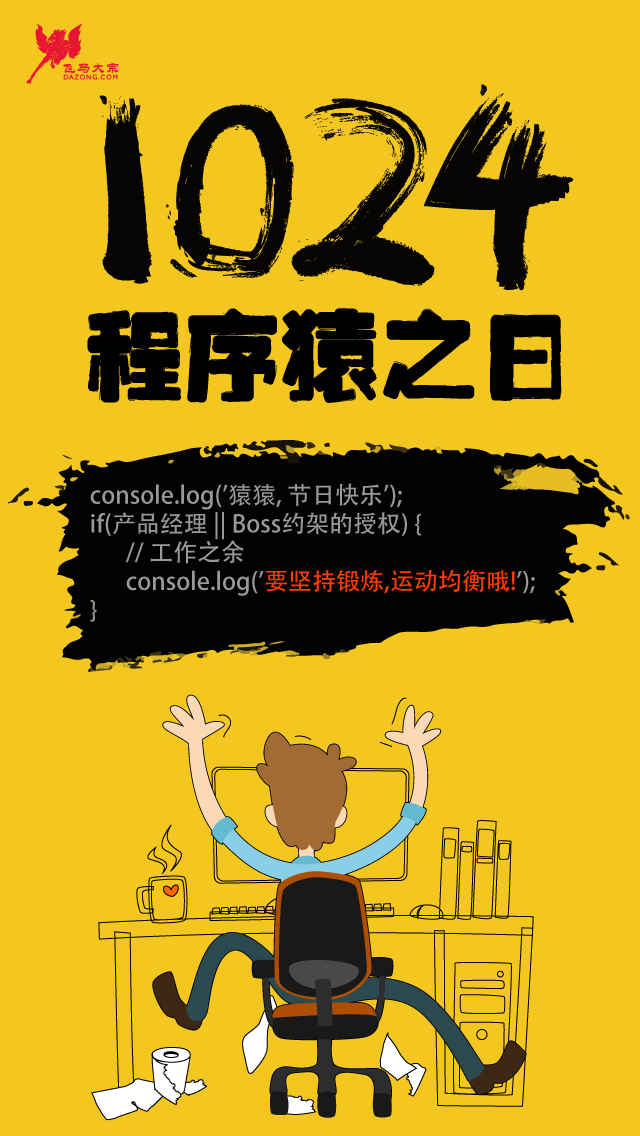 飞马大宗
DAZONG.COM
1024
程序猿之日
console.log('猿猿, 节日快乐');
if(产品经理 || Boss约架的授权) {
// 工作之余
console.log('要坚持锻炼,运动均衡哦!');
}